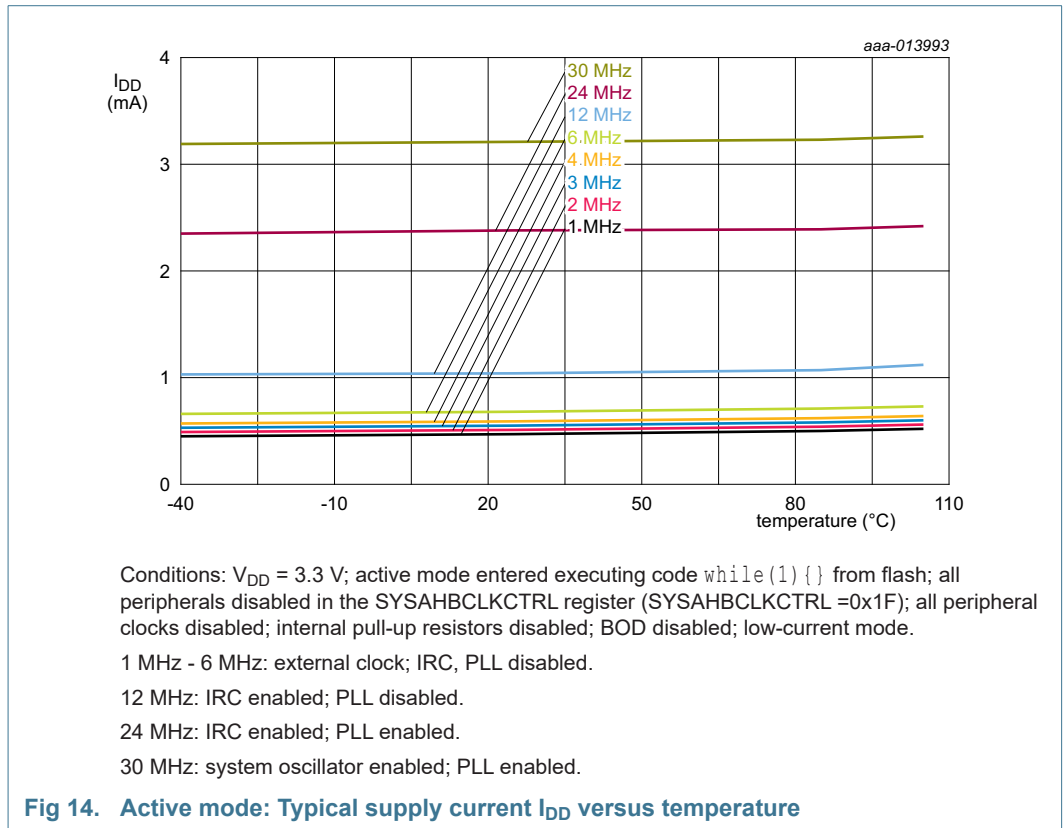 aaa-013993
4
I_DD
(mA)
30 MHz
24 MHz
12 MHz
6 MHz
4 MHz
3 MHz
2 MHz
1 MHz
3
2
1
0
-40 -10 20 50 80 110
temperature (°C)
Conditions: V_DD = 3.3 V; active mode entered executing code while(1){} from flash; all
peripherals disabled in the SYSAHBCLKCTRL register (SYSAHBCLKCTRL =0x1F); all peripheral
clocks disabled; internal pull-up resistors disabled; BOD disabled; low-current mode.
1 MHz - 6 MHz: external clock; IRC, PLL disabled.
12 MHz: IRC enabled; PLL disabled.
24 MHz: IRC enabled; PLL enabled.
30 MHz: system oscillator enabled; PLL enabled.
Fig 14. Active mode: Typical supply current I_DD versus temperature